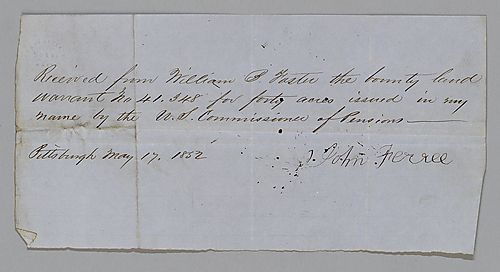 Received from William B. Foster the bounty land
warrant No 41.348 for forty acres issued in my
name by the U.S. Commissioner of Pensions—
Pittsburgh May 17. 1852 John Ferree